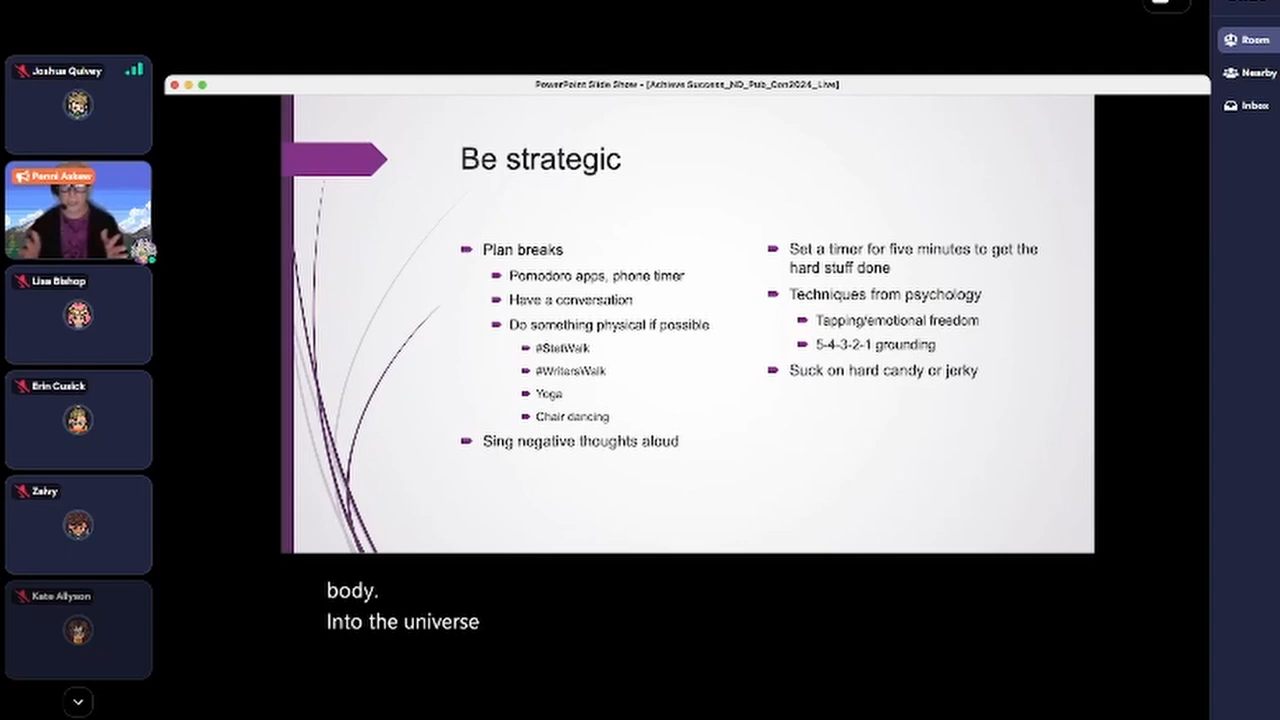 Joshua Quivey
Penni Askew
Lisa Bishop
Erin Cusick
Zelvy
Kate Allyson
PowerPoint Slide Show - [Achieve Success_ND_Pub_Con2024_Live]
Be strategic
Plan breaks
Pomodoro apps, phone timer
Have a conversation
Do something physical if possible
#StetWalk
#WritersWalk
Yoga
Chair dancing
Sing negative thoughts aloud
Set a timer for five minutes to get the
hard stuff done
Techniques from psychology
Tapping/emotional freedom
5-4-3-2-1 grounding
Suck on hard candy or jerky
body.
Into the universe
Room
Nearby
Inbox